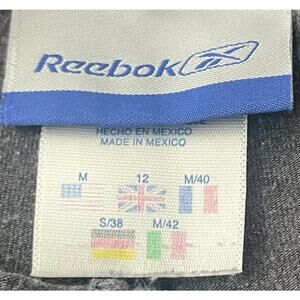 Reebok
HECHO EN MEXICO
MADE IN MEXICO
M 12 M/40
S/38 M/42